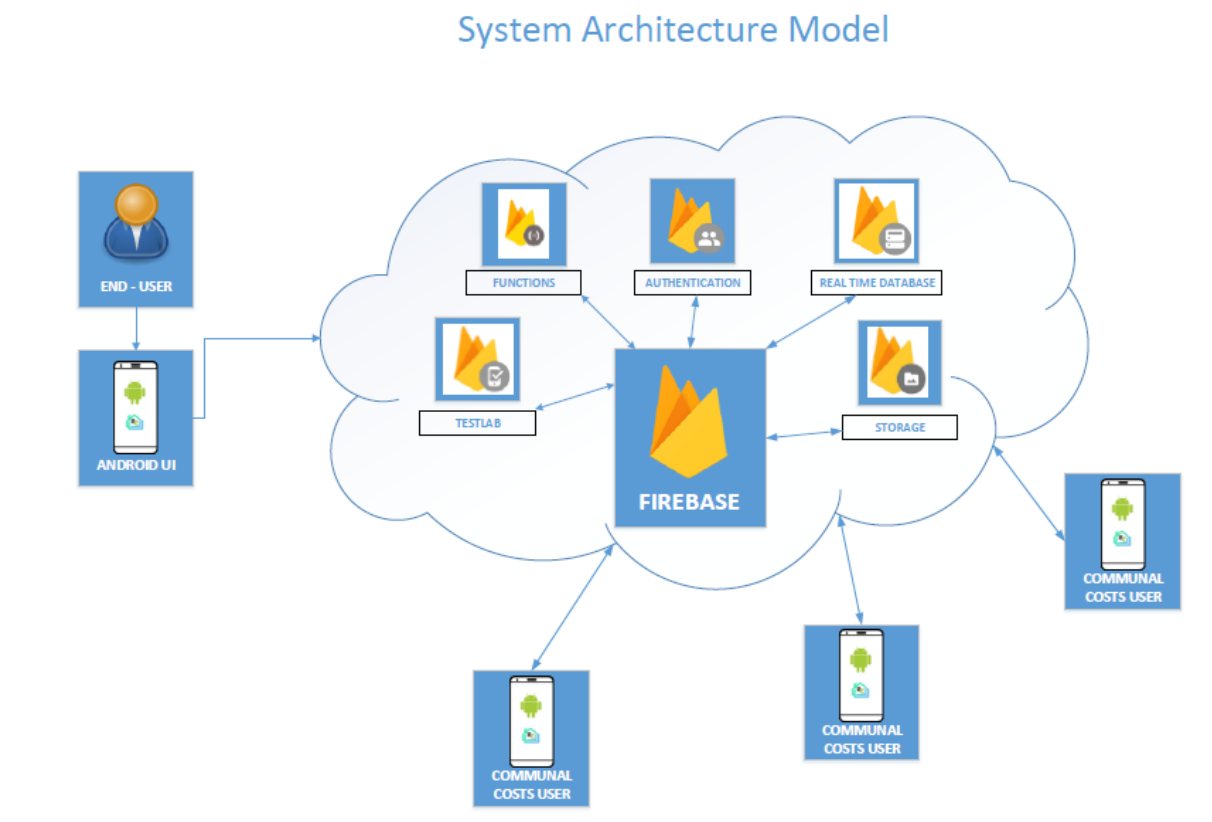 System Architecture Model
END - USER
ANDROID UI
FUNCTIONS
AUTHENTICATION
REAL TIME DATABASE
TESTLAB
STORAGE
FIREBASE
COMMUNAL
COSTS USER
COMMUNAL
COSTS USER
COMMUNAL
COSTS USER